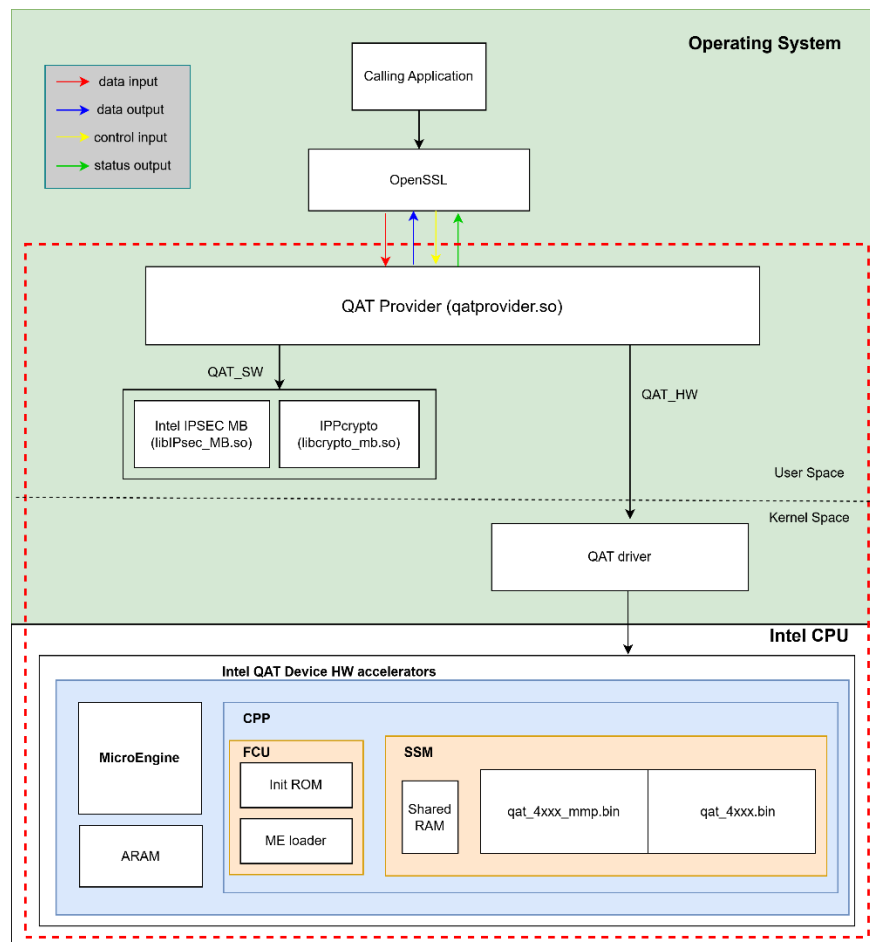 Operating System
Calling Application
data input
data output
control input
status output
OpenSSL
QAT Provider (qatprovider.so)
QAT_SW
QAT_HW
Intel IPSEC MB
(libIPsec_MB.so)
IPPcrypto
(libcrypto_mb.so)
User Space
Kernel Space
QAT driver
Intel CPU
Intel QAT Device HW accelerators
MicroEngine
ARAM
CPP
FCU
Init ROM
ME loader
SSM
Shared
RAM
qat_4xxx_mmp.bin
qat_4xxx.bin